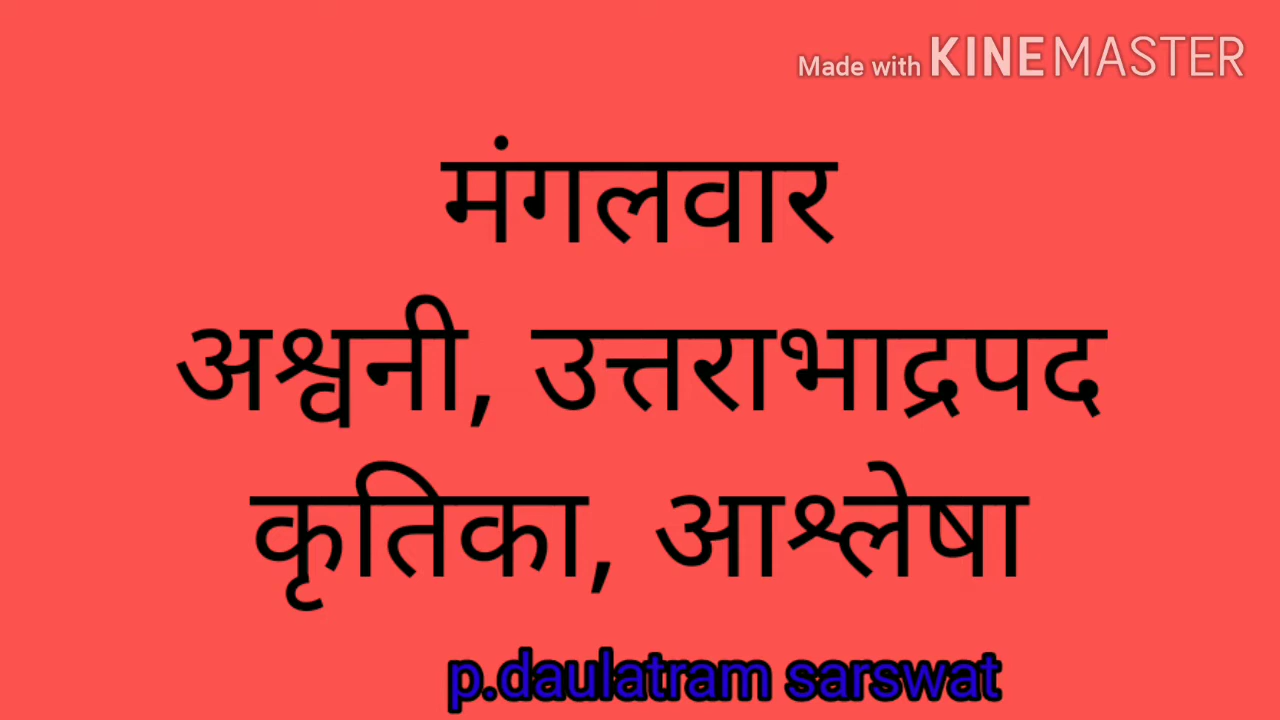 Made with KINEMASTER
मंगलवार
अश्वनी, उत्तराभाद्रपद
कृतिका, आश्लेषा
p.daulatram sarswat